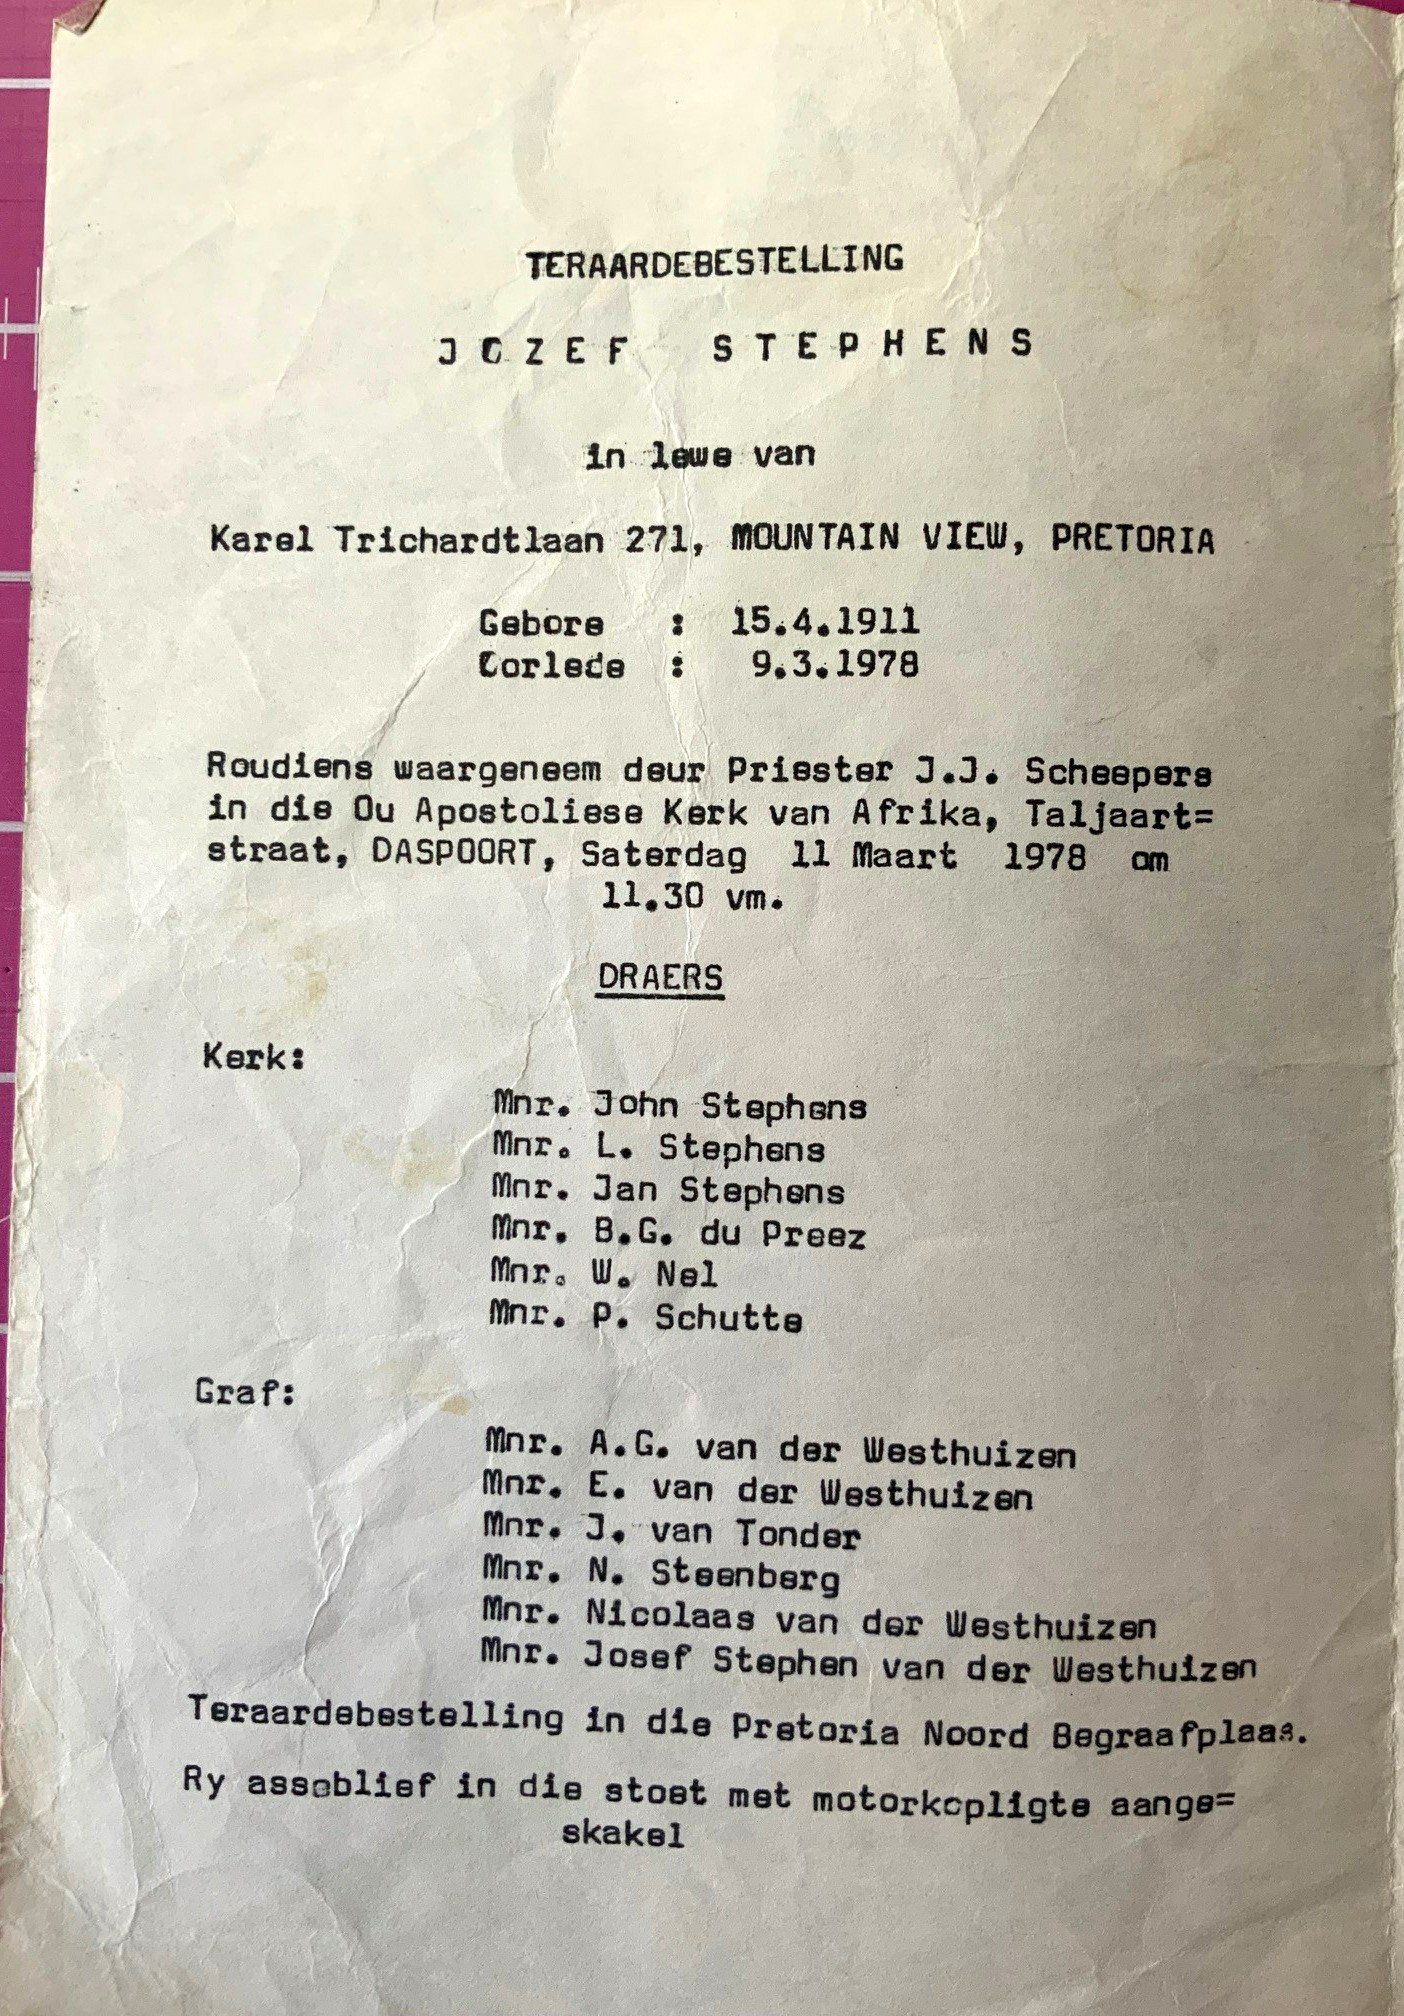 TERAARDEBESTELLING
JOZEF STEPHENS
in lewe van
Karel Trichardtlaan 271, MOUNTAIN VIEW, PRETORIA
Gebore : 15.4.1911
Oorlede : 9.3.1978
Roudiens waargeneem deur Priester J.J. Scheepers
in die Ou Apostoliese Kerk van Afrika, Taljaart=
straat, DASPOORT, Saterdag 11 Maart 1978 om
11.30 vm.
DRAERS
Kerk:
Mnr. John Stephens
Mnr. L. Stephens
Mnr. Jan Stephens
Mnr. B.G. du Preez
Mnr. W. Nel
Mnr. P. Schutte
Graf:
Mnr. A.G. van der Westhuizen
Mnr. E. van der Westhuizen
Mnr. J. van Tonder
Mnr. N. Steenberg
Mnr. Nicolaas van der Westhuizen
Mnr. Josef Stephen van der Westhuizen
Teraardebestelling in die Pretoria Noord Begraafplaas.
Ry asseblief in die stoet met motorkopligte aange=
skakel